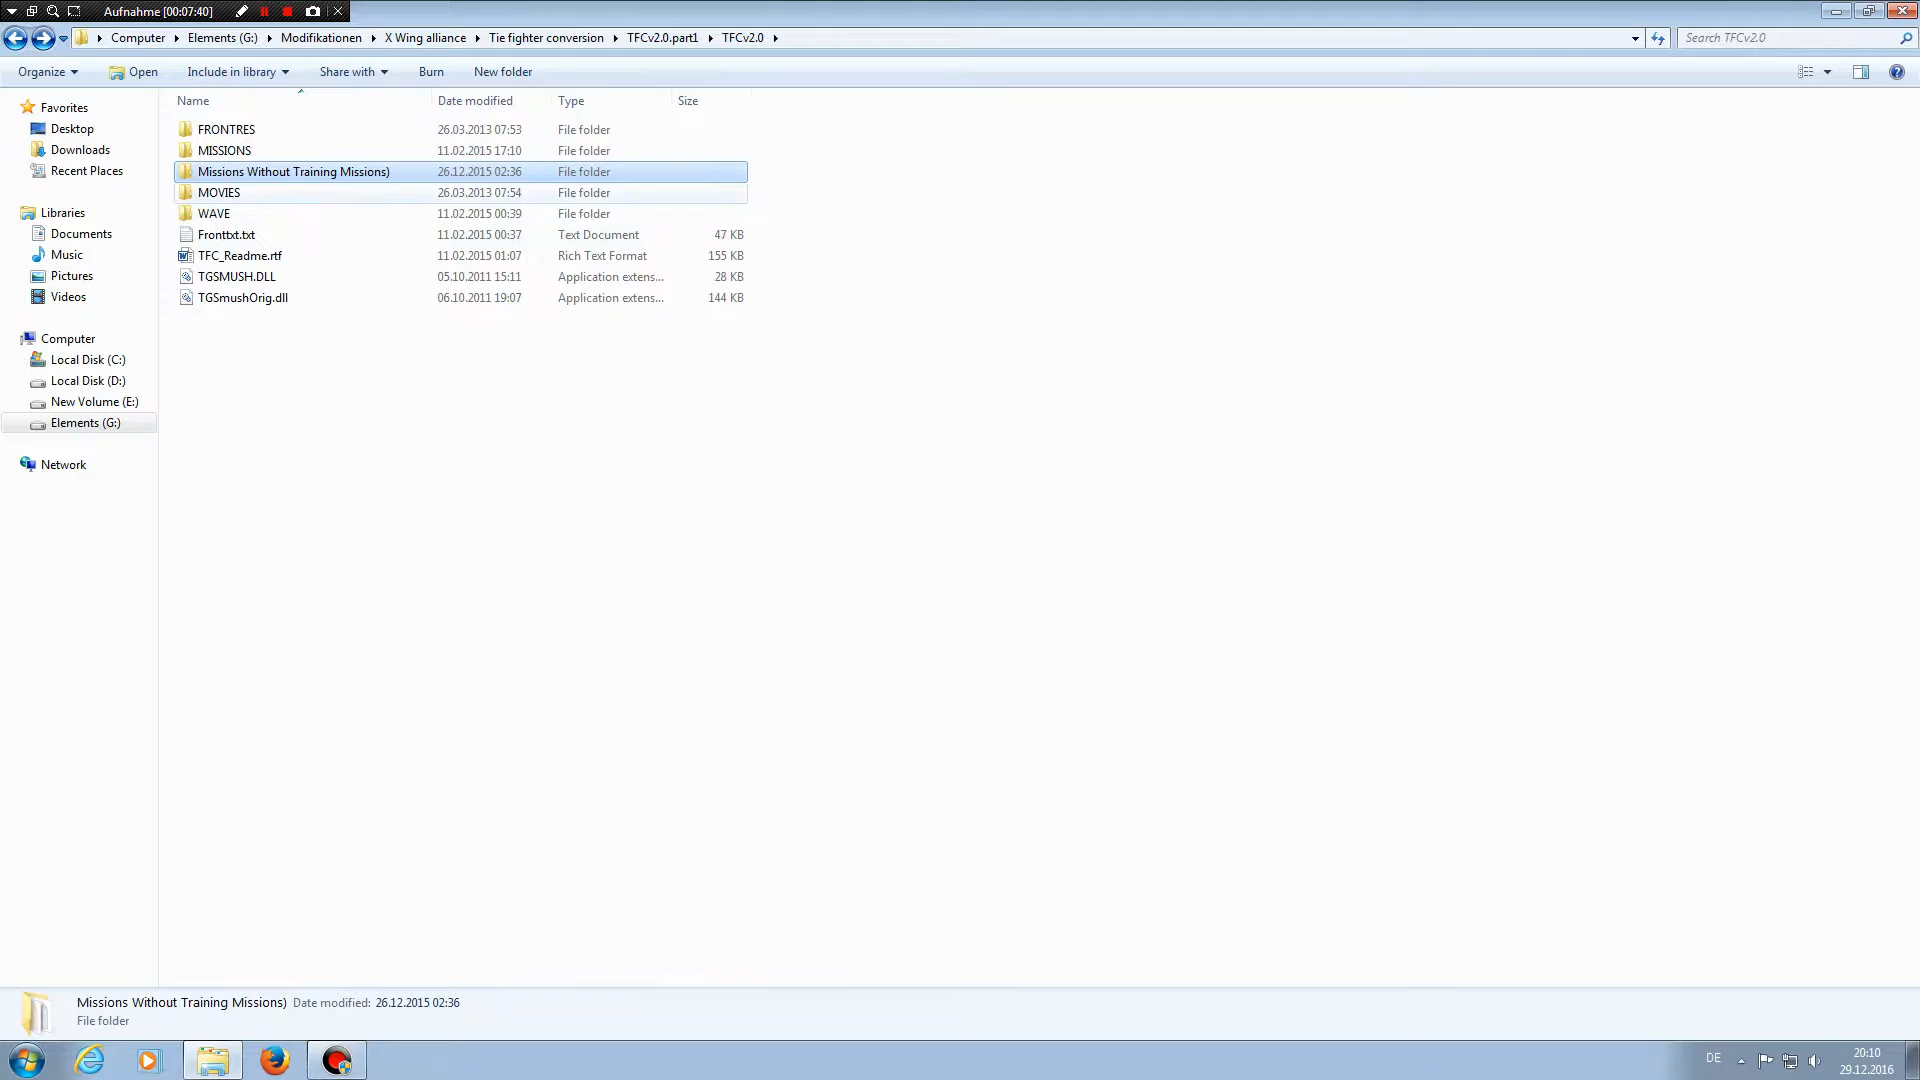 Aufnahme [00:07:40]
Computer Elements (G:) Modifikationen X Wing alliance Tie fighter conversion TFCv2.0.part1 TFCv2.0 Search TFCv2.0
Organize Open Include in library Share with Burn New folder
Name Date modified Type Size
Favorites
Desktop
Downloads
Recent Places
Libraries
Documents
Music
Pictures
Videos
Computer
Local Disk (C:)
Local Disk (D:)
New Volume (E:)
Elements (G:)
Network
FRONTRES 26.03.2013 07:53 File folder
MISSIONS 11.02.2015 17:10 File folder
Missions Without Training Missions) 26.12.2015 02:36 File folder
MOVIES 26.03.2013 07:54 File folder
WAVE 11.02.2015 00:39 File folder
Fronttxt.txt 11.02.2015 00:37 Text Document 47 KB
TFC_Readme.rtf 11.02.2015 01:07 Rich Text Format 155 KB
TGSMUSH.DLL 05.10.2011 15:11 Application extens... 28 KB
TGSmushOrig.dll 06.10.2011 19:07 Application extens... 144 KB
Missions Without Training Missions) Date modified: 26.12.2015 02:36
File folder
DE
20:10
29.12.2016